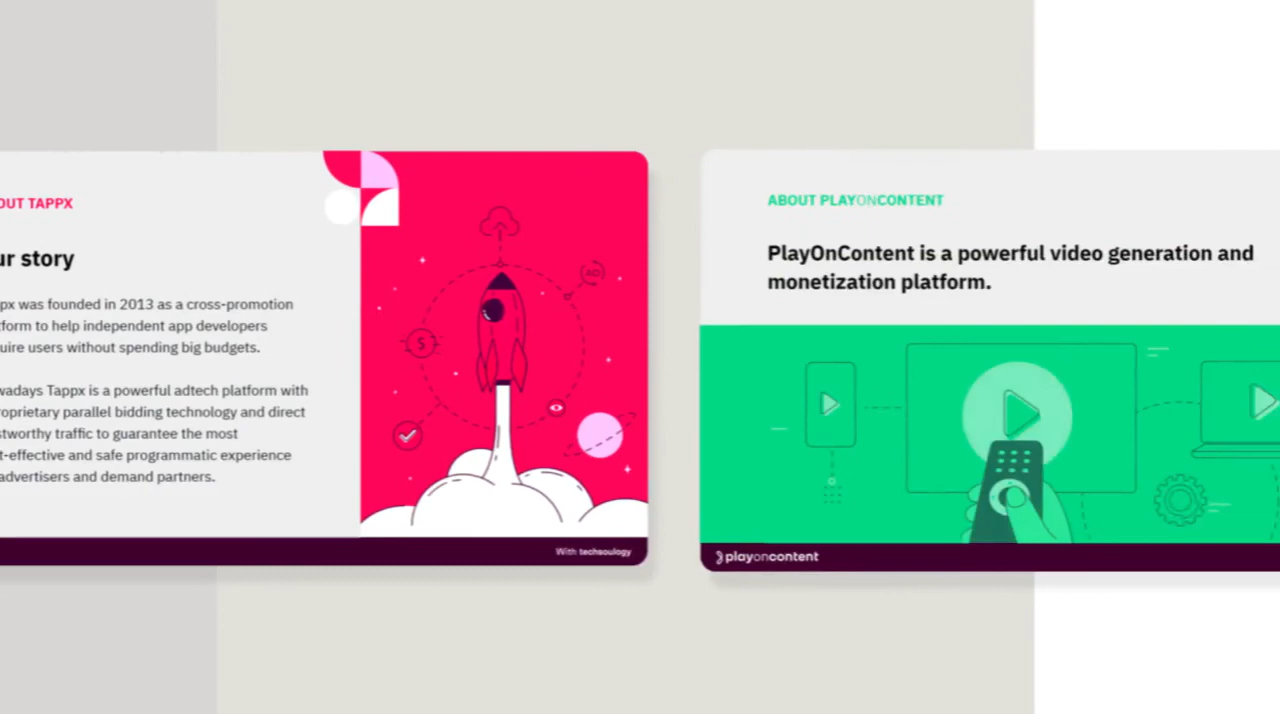 OUT TAPPX
ur story
px was founded in 2013 as a cross-promotion
tform to help independent app developers
uire users without spending big budgets.
wadays Tappx is a powerful adtech platform with
roprietary parallel bidding technology and direct
stworthy traffic to guarantee the most
t-effective and safe programmatic experience
advertisers and demand partners.
AD
$
With techsoulogy
ABOUT PLAYONCONTENT
PlayOnContent is a powerful video generation and
monetization platform.
playoncontent